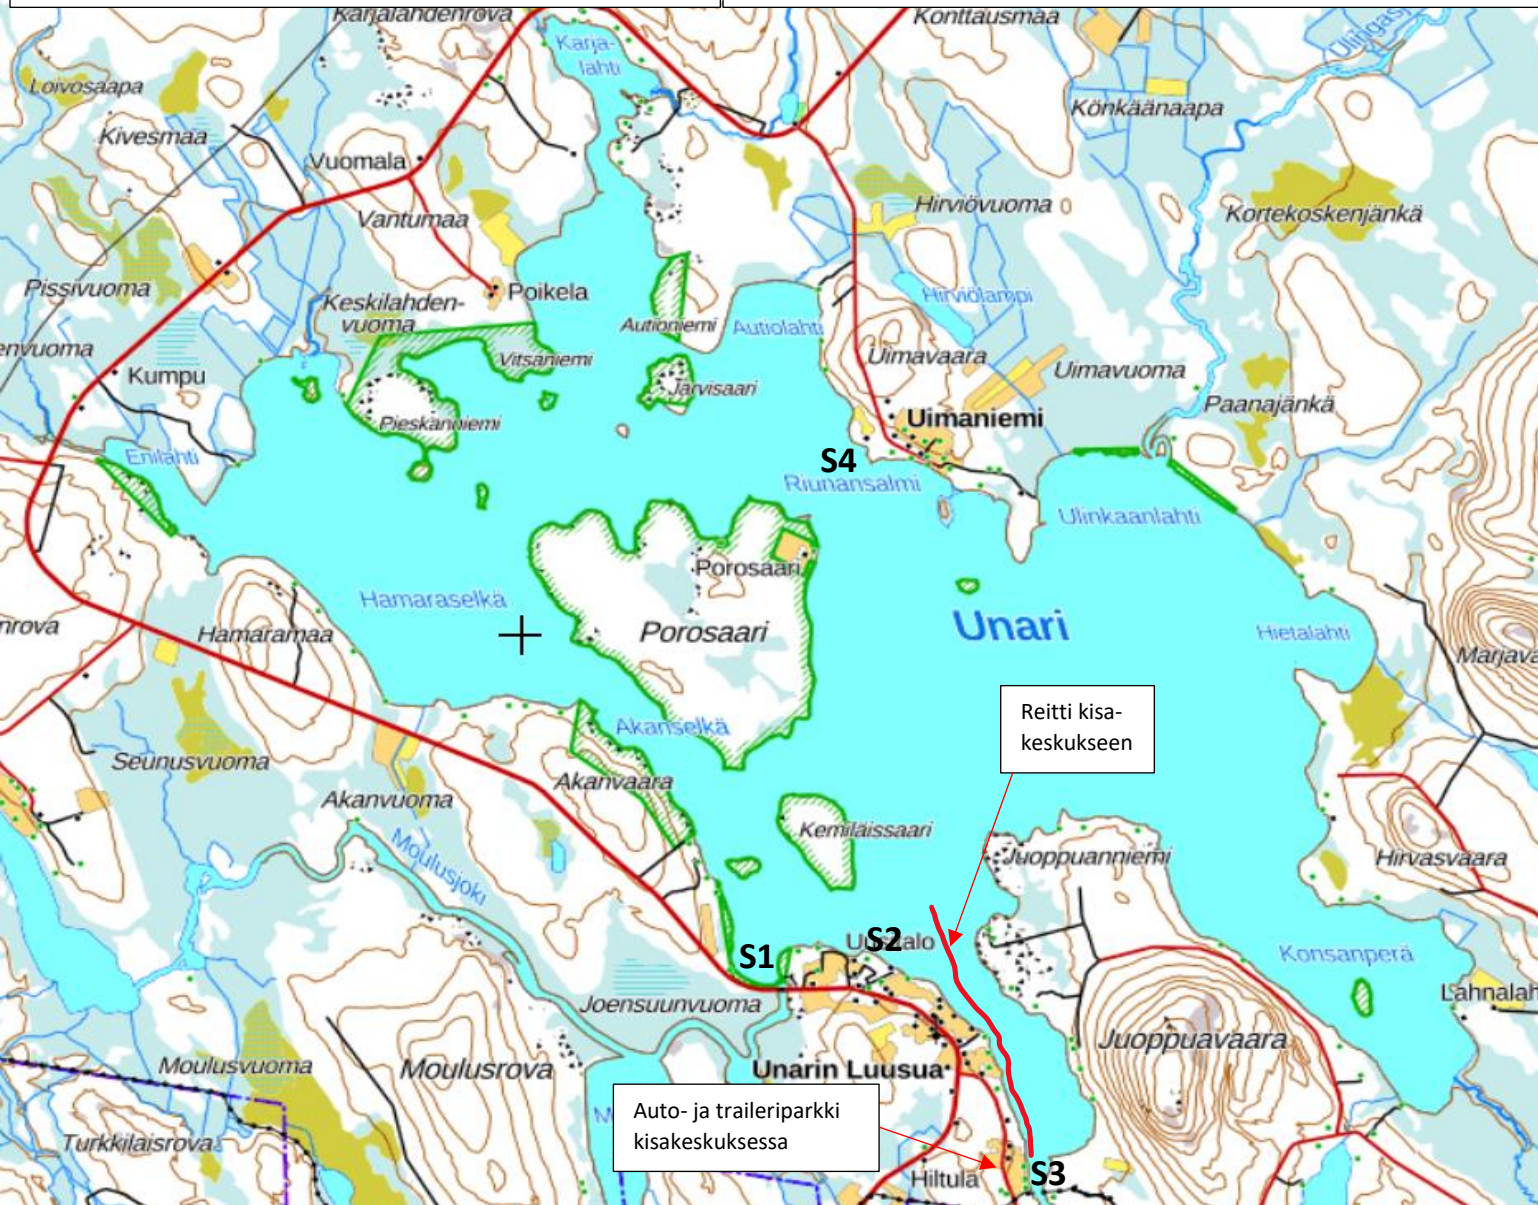 Karjalahdenrova
Konttausmaa
Karja-
lahti
Loivosaapa
Könkäänaapa
Kivesmaa
Vuomala
Hirviövuoma
Kortekoskenjänkä
Vantumaa
Pissivuoma
Poikela
Hirviölampi
Keskilahden-
vuoma
Autioniemi
Autiolahti
envuoma
Vitsaniemi
Uimavaara
Uimavuoma
Kumpu
Järvisaari
Paanajänkä
Pieskänniemi
Uimaniemi
Enilahti
S4
Riunansalmi
Ulinkaanlahti
Porosaari
Hamaraselkä
nrova
Hamaramaa
Porosaari
Unari
Hietalahti
Marjava
Reitti kisa-
keskukseen
Akanselkä
Seunusvuoma
Akanvaara
Akanvuoma
Kemiläissaari
Moulusjoki
Juoppuanniemi
Hirvasvaara
S1
S2
Konsanperä
Lahnalah
Joensuunvuoma
Juoppuavaara
Moulusvuoma
Moulusrova
Unarin Luusua
Auto- ja traileriparkki
kisakeskuksessa
M
Turkkilaisrova
Hiltula
S3